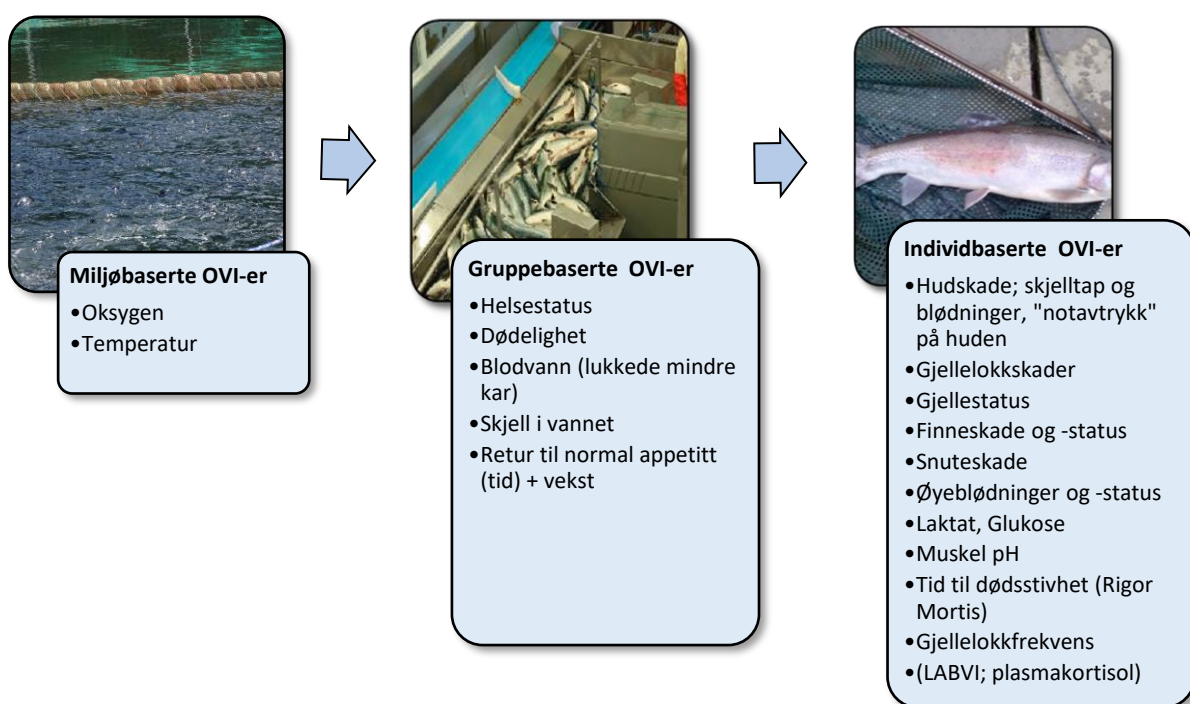 Miljøbaserte OVI-er
•Oksygen
•Temperatur
Gruppebaserte OVI-er
•Helsestatus
•Dødelighet
•Blodvann (lukkede mindre
kar)
•Skjell i vannet
•Retur til normal appetitt
(tid) + vekst
Individbaserte OVI-er
•Hudskade; skjelltap og
blødninger, "notavtrykk"
på huden
•Gjellelokkskader
•Gjellestatus
•Finneskade og -status
•Snuteskade
•Øyeblødninger og -status
•Laktat, Glukose
•Muskel pH
•Tid til dødsstivhet (Rigor
Mortis)
•Gjellelokkfrekvens
•(LABVI; plasmakortisol)